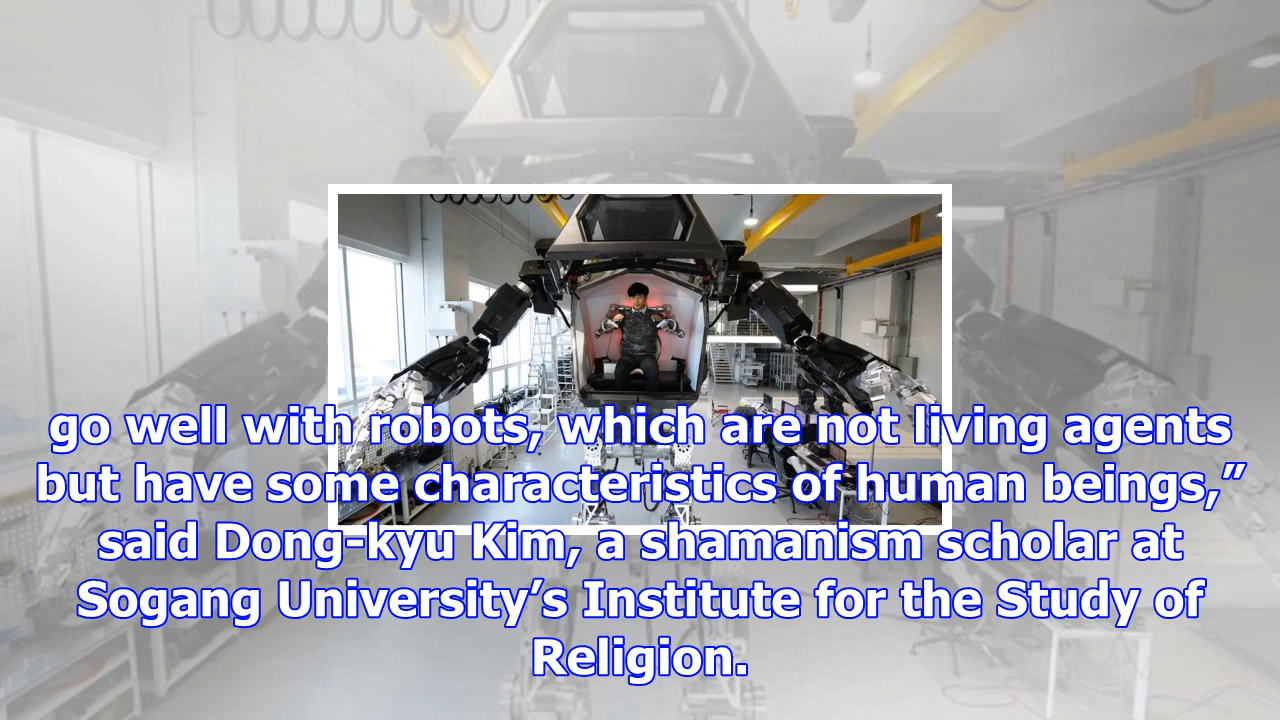 go well with robots, which are not living agents
but have some characteristics of human beings,”
said Dong-kyu Kim, a shamanism scholar at
Sogang University’s Institute for the Study of
Religion.